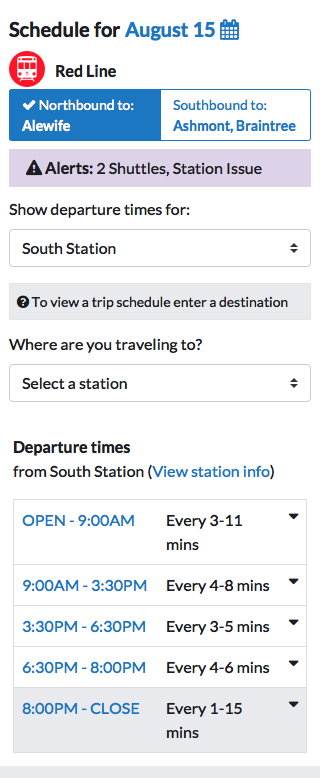 Schedule for August 15
Red Line
Northbound to:
Alewife
Southbound to:
Ashmont, Braintree
Alerts: 2 Shuttles, Station Issue
Show departure times for:
South Station
To view a trip schedule enter a destination
Where are you traveling to?
Select a station
Departure times
from South Station (View station info)
OPEN - 9:00AM Every 3-11
mins
9:00AM - 3:30PM Every 4-8 mins
3:30PM - 6:30PM Every 3-5 mins
6:30PM - 8:00PM Every 4-6 mins
8:00PM - CLOSE Every 1-15
mins